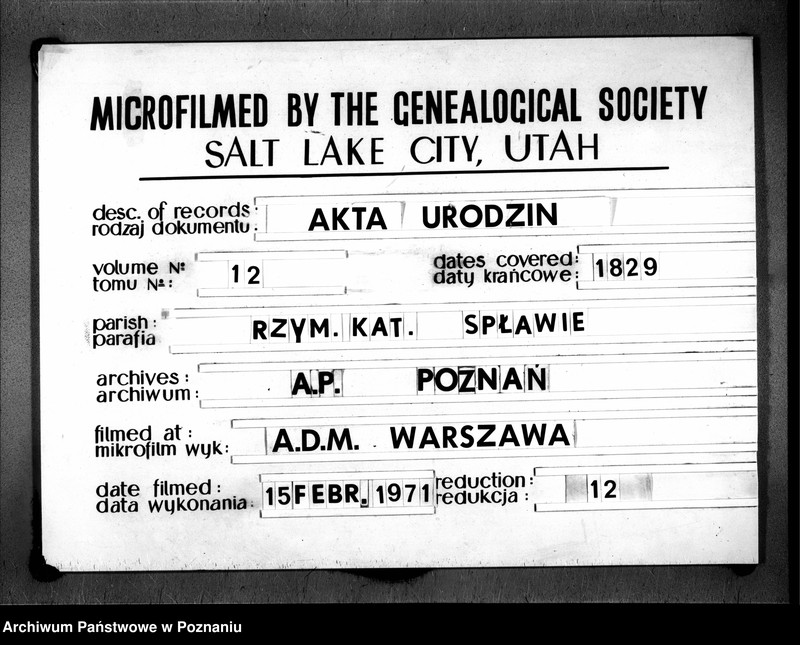 MICROFILMED BY THE GENEALOGICAL SOCIETY
SALT LAKE CITY, UTAH
desc. of records:
rodzaj dokumentu: AKTA URODZIN
volume №:
tomu №: 12
dates covered:
daty krańcowe: 1829
parish:
parafia RZYM. KAT. SPŁAWIE
archives:
archiwum: A.P. POZNAŃ
filmed at:
mikrofilm wyk: A.D.M. WARSZAWA
date filmed:
data wykonania: 15 FEBR. 1971
reduction:
redukcja: 12
Archiwum Państwowe w Poznaniu